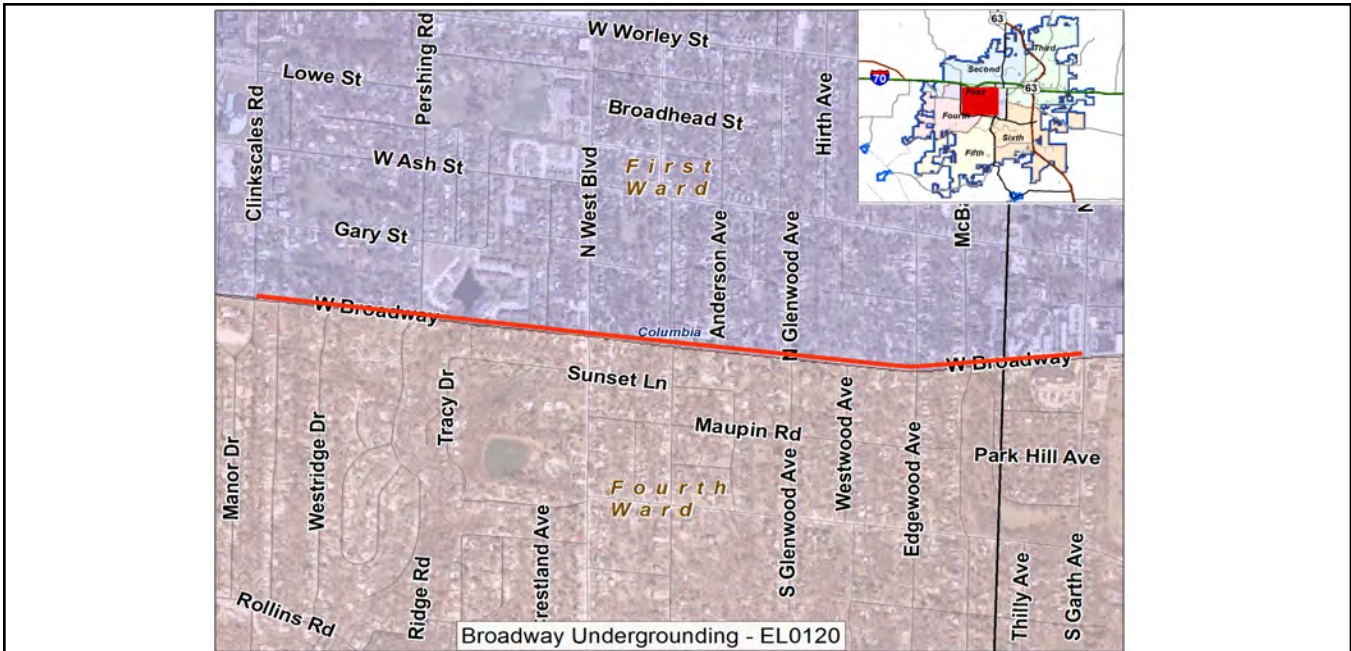 W Worley St
Pershing Rd
Lowe St
Clinkscales Rd
Broadhead St
Hirth Ave
W Ash St
First
Ward
N West Blvd
Gary St
Anderson Ave
N Glenwood Ave
McB
N
W Broadway
Columbia
W Broadway
Sunset Ln
Tracy Dr
Maupin Rd
Westwood Ave
Park Hill Ave
Manor Dr
Westridge Dr
Fourth
Ward
S Glenwood Ave
Edgewood Ave
Ridge Rd
restland Ave
Rollins Rd
Thilly Ave
S Garth Ave
Broadway Undergrounding - EL0120
63
Third
Second
70
63
First
Fourth
Sixth
Fifth